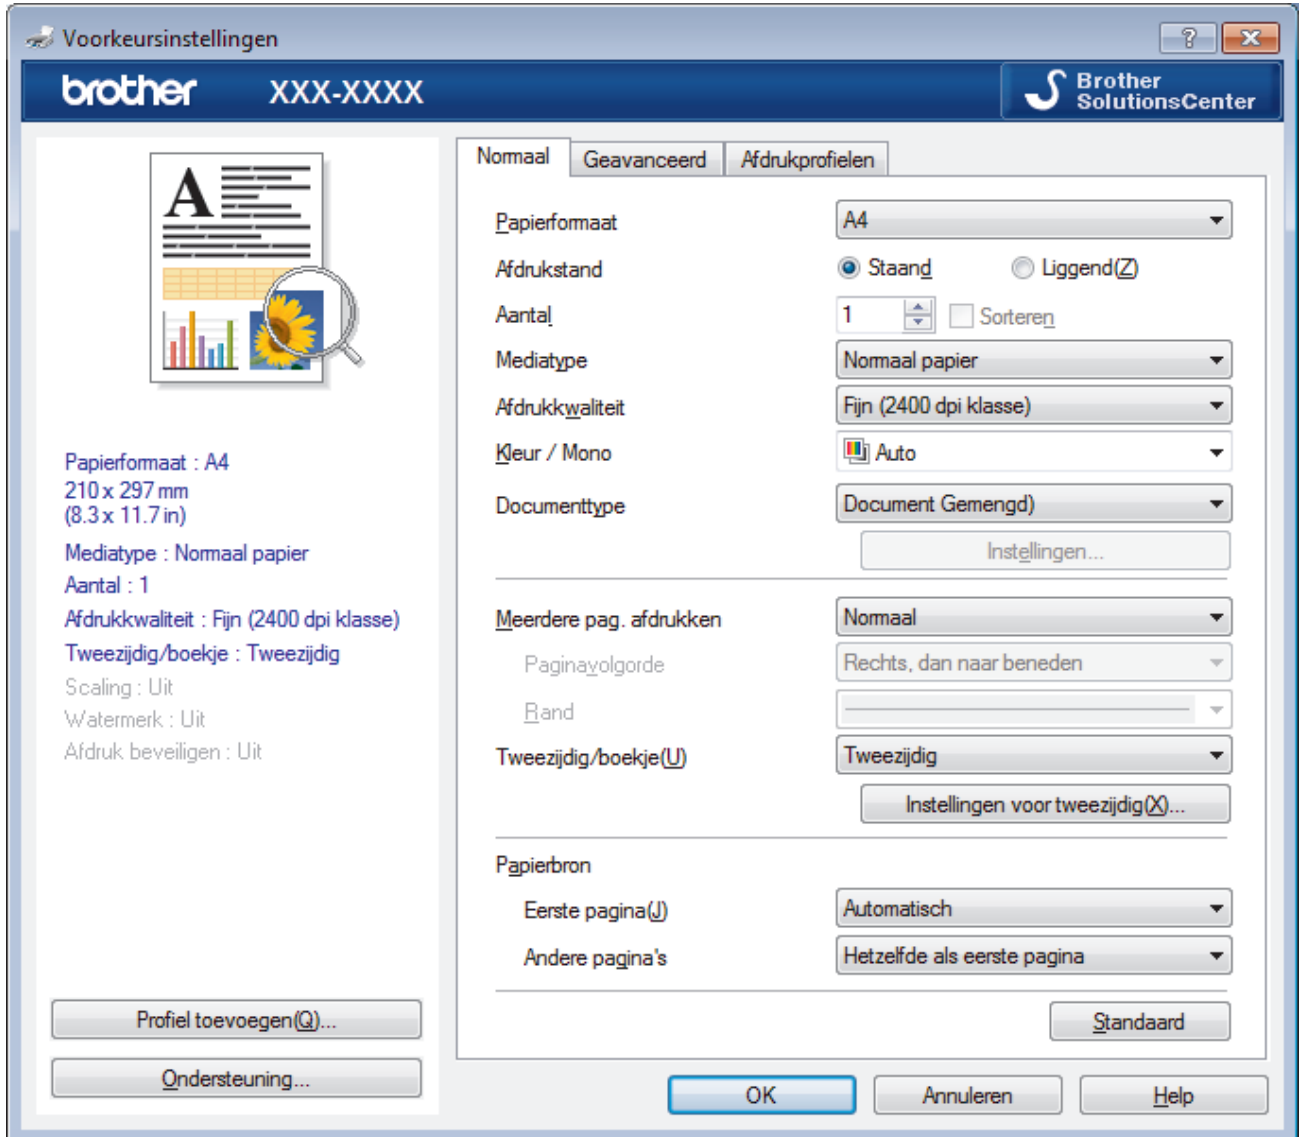 Voorkeursinstellingen
brother XXX-XXXX
Brother
SolutionsCenter
A
Papierformaat : A4
210 x 297 mm
(8.3 x 11.7 in)
Mediatype : Normaal papier
Aantal : 1
Afdrukkwaliteit : Fijn (2400 dpi klasse)
Tweezijdig/boekje : Tweezijdig
Scaling : Uit
Watermerk : Uit
Afdruk beveiligen : Uit
Profiel toevoegen(Q)...
Ondersteuning...
Normaal Geavanceerd Afdrukprofielen
Papierformaat A4
Afdrukstand Staand Liggend(Z)
Aantal 1 Sorteren
Mediatype Normaal papier
Afdrukkwaliteit Fijn (2400 dpi klasse)
Kleur / Mono Auto
Documenttype Document Gemengd)
Instellingen...
Meerdere pag. afdrukken Normaal
Paginavolgorde Rechts, dan naar beneden
Rand
Tweezijdig/boekje(U) Tweezijdig
Instellingen voor tweezijdig(X)...
Papierbron
Eerste pagina(J) Automatisch
Andere pagina's Hetzelfde als eerste pagina
Standaard
OK Annuleren Help